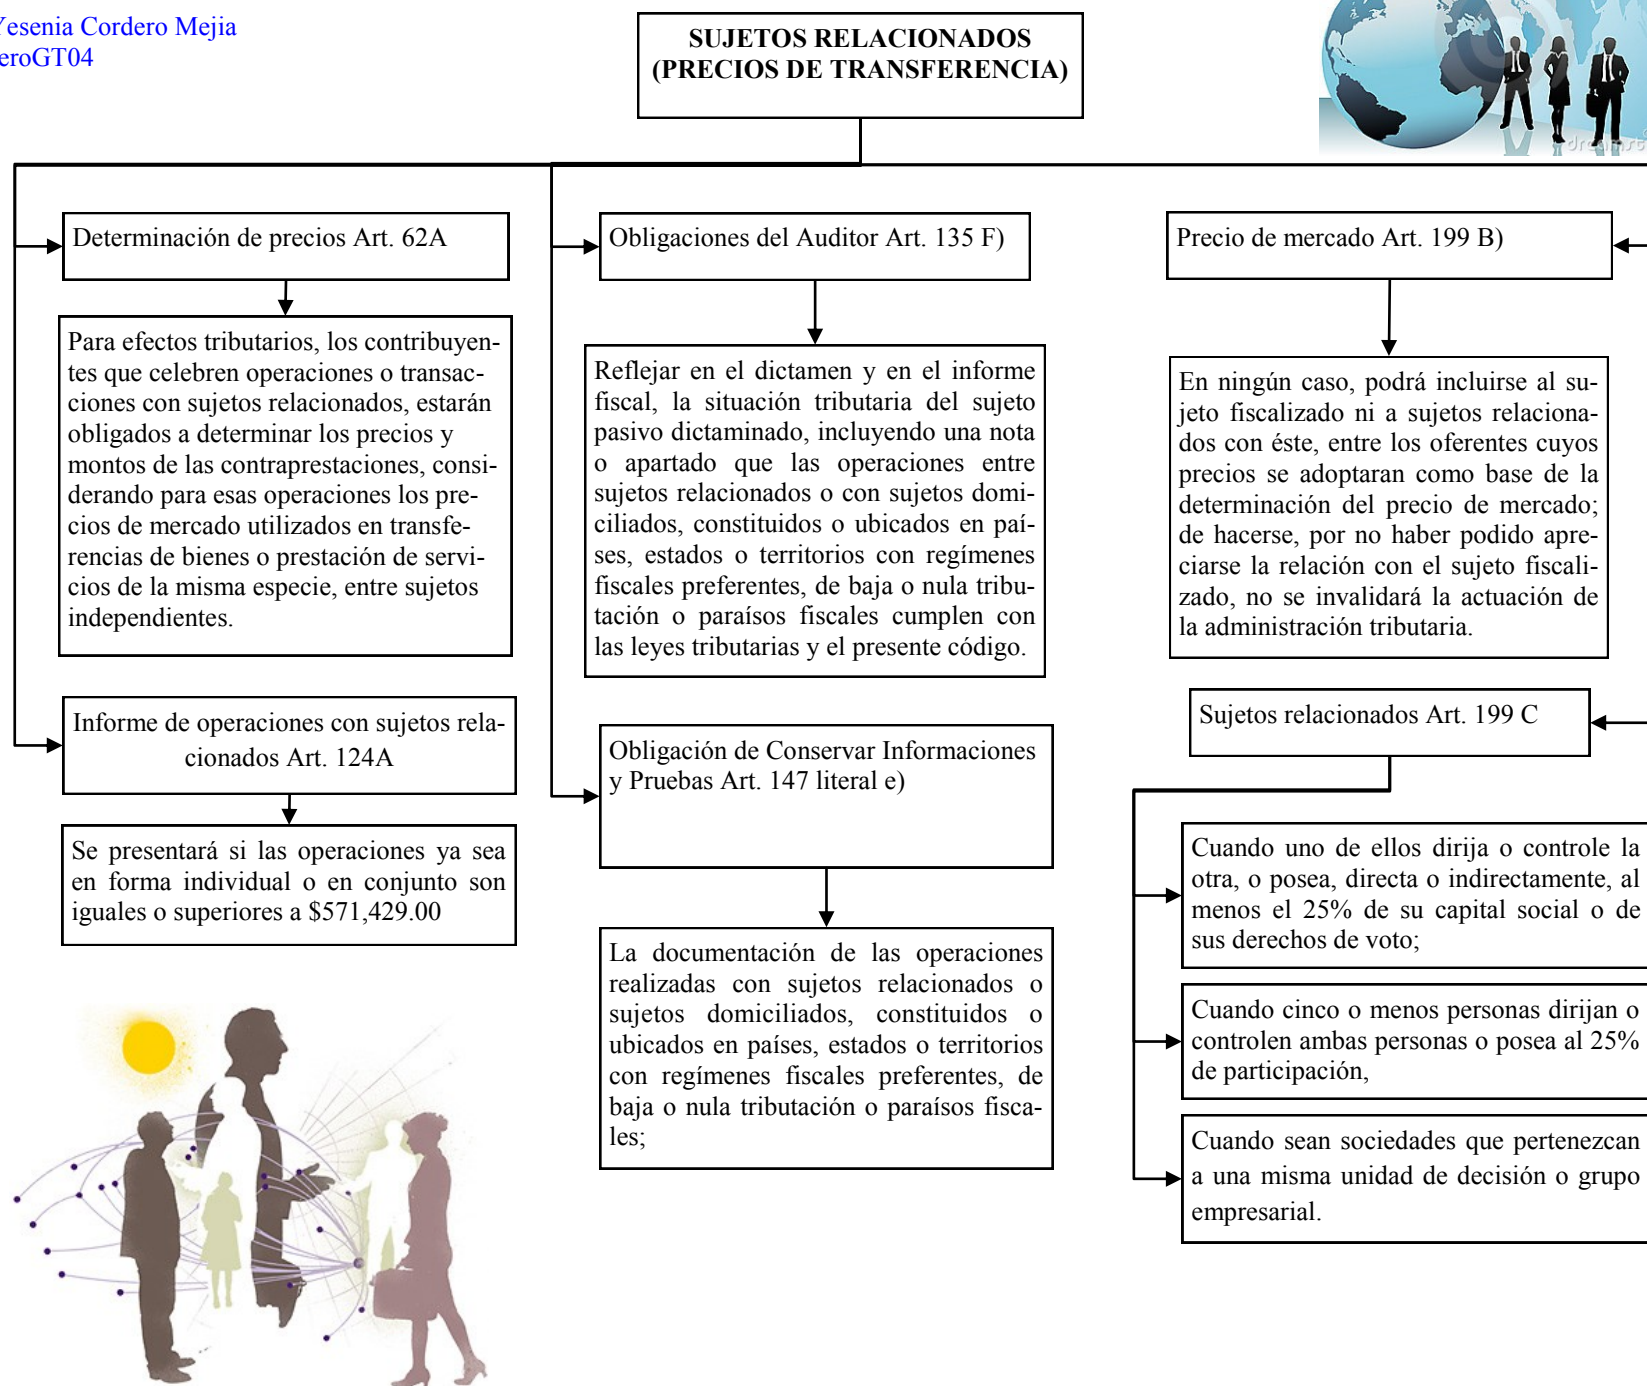 Yesenia Cordero Mejia
eroGT04
SUJETOS RELACIONADOS
(PRECIOS DE TRANSFERENCIA)
Determinación de precios Art. 62A
Para efectos tributarios, los contribuyen-
tes que celebren operaciones o transac-
ciones con sujetos relacionados, estarán
obligados a determinar los precios y
montos de las contraprestaciones, consi-
derando para esas operaciones los pre-
cios de mercado utilizados en transfe-
rencias de bienes o prestación de servi-
cios de la misma especie, entre sujetos
independientes.
Informe de operaciones con sujetos rela-
cionados Art. 124A
Se presentará si las operaciones ya sea
en forma individual o en conjunto son
iguales o superiores a $571,429.00
Obligaciones del Auditor Art. 135 F)
Reflejar en el dictamen y en el informe
fiscal, la situación tributaria del sujeto
pasivo dictaminado, incluyendo una nota
o apartado que las operaciones entre
sujetos relacionados o con sujetos domi-
ciliados, constituidos o ubicados en paí-
ses, estados o territorios con regímenes
fiscales preferentes, de baja o nula tribu-
tación o paraísos fiscales cumplen con
las leyes tributarias y el presente código.
Obligación de Conservar Informaciones
y Pruebas Art. 147 literal e)
La documentación de las operaciones
realizadas con sujetos relacionados o
sujetos domiciliados, constituidos o
ubicados en países, estados o territorios
con regímenes fiscales preferentes, de
baja o nula tributación o paraísos fisca-
les;
Precio de mercado Art. 199 B)
En ningún caso, podrá incluirse al su-
jeto fiscalizado ni a sujetos relaciona-
dos con éste, entre los oferentes cuyos
precios se adoptaran como base de la
determinación del precio de mercado;
de hacerse, por no haber podido apre-
ciarse la relación con el sujeto fiscali-
zado, no se invalidará la actuación de
la administración tributaria.
Sujetos relacionados Art. 199 C
Cuando uno de ellos dirija o controle la
otra, o posea, directa o indirectamente, al
menos el 25% de su capital social o de
sus derechos de voto;
Cuando cinco o menos personas dirijan o
controlen ambas personas o posea al 25%
de participación,
Cuando sean sociedades que pertenezcan
a una misma unidad de decisión o grupo
empresarial.